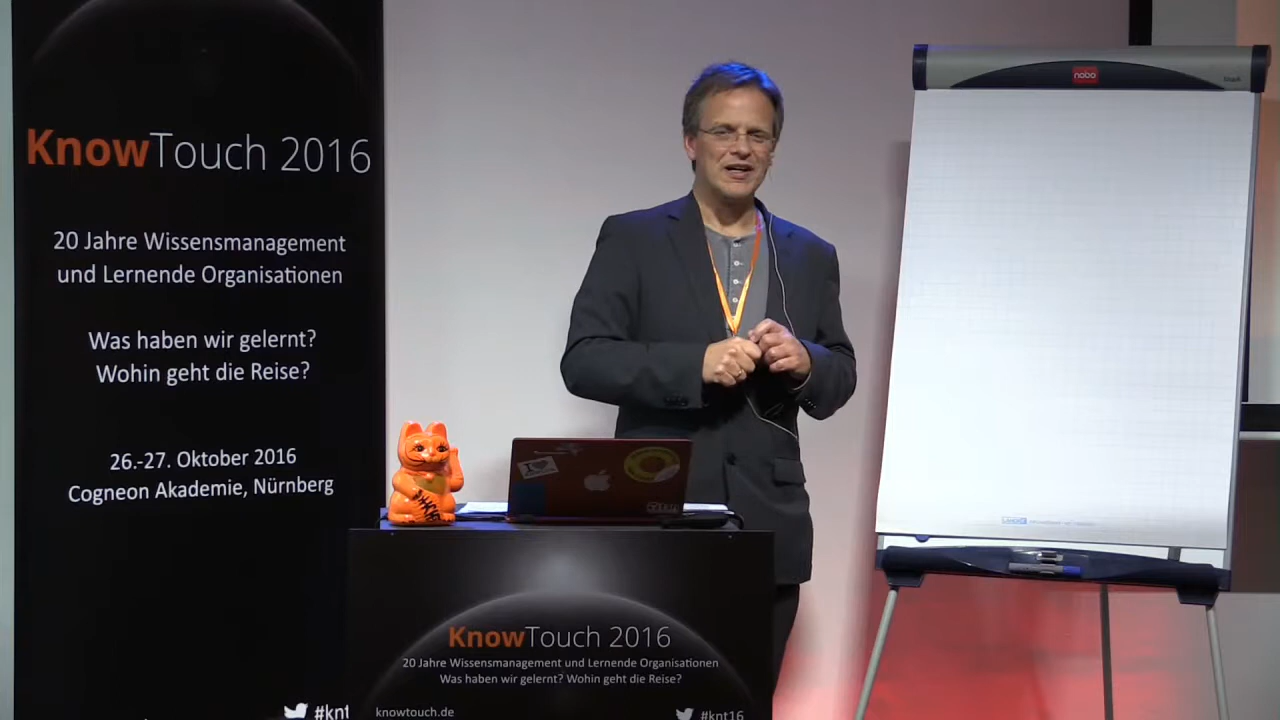 KnowTouch 2016
20 Jahre Wissensmanagement
und Lernende Organisationen
Was haben wir gelernt?
Wohin geht die Reise?
26.-27. Oktober 2016
Cogneon Akademie, Nürnberg
#knt
nobo
KnowTouch 2016
20 Jahre Wissensmanagement und Lernende Organisationen
Was haben wir gelernt? Wohin geht die Reise?
knowtouch.de
#knt16